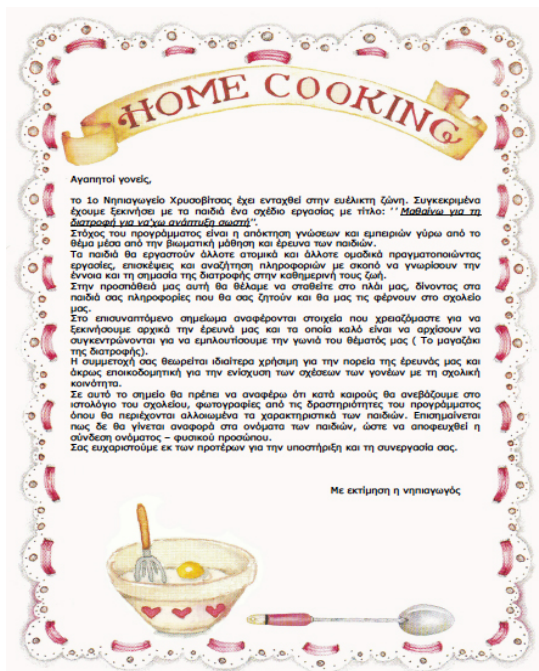 HOME COOKING
Αγαπητοί γονείς,
το 1ο Νηπιαγωγείο Χρυσοβίτσας έχει ενταχθεί στην ευέλικτη ζώνη. Συγκεκριμένα
έχουμε ξεκινήσει με τα παιδιά ένα σχέδιο εργασίας με τίτλο: ‘’ Μαθαίνω για τη
διατροφή για να'χω ανάπτυξη σωστή’’.
Στόχος του προγράμματος είναι η απόκτηση γνώσεων και εμπειριών γύρω από το
θέμα μέσα από την βιωματική μάθηση και έρευνα των παιδιών.
Τα παιδιά θα εργαστούν άλλοτε ατομικά και άλλοτε ομαδικά πραγματοποιώντας
εργασίες, επισκέψεις και αναζήτηση πληροφοριών με σκοπό να γνωρίσουν την
έννοια και τη σημασία της διατροφής στην καθημερινή τους ζωή.
Στην προσπάθειά μας αυτή θα θέλαμε να σταθείτε στο πλάι μας, δίνοντας στα
παιδιά σας πληροφορίες που θα σας ζητούν και θα μας τις φέρνουν στο σχολείο
μας.
Στο επισυναπτόμενο σημείωμα αναφέρονται στοιχεία που χρειαζόμαστε για να
ξεκινήσουμε αρχικά την έρευνά μας και τα οποία καλό είναι να αρχίσουν να
συγκεντρώνονται για να εμπλουτίσουμε την γωνιά του θέματός μας ( Το μαγαζάκι
της διατροφής).
Η συμμετοχή σας θεωρείται ιδιαίτερα χρήσιμη για την πορεία της έρευνάς μας και
άκρως εποικοδομητική για την ενίσχυση των σχέσεων των γονέων με τη σχολική
κοινότητα.
Σε αυτό το σημείο θα πρέπει να αναφέρω ότι κατά καιρούς θα ανεβάζουμε στο
ιστολόγιο του σχολείου, φωτογραφίες από τις δραστηριότητες του προγράμματος
όπου θα περιέχονται αλλοιωμένα τα χαρακτηριστικά των παιδιών. Επισημαίνεται
πως δε θα γίνεται αναφορά στα ονόματα των παιδιών, ώστε να αποφευχθεί η
σύνδεση ονόματος – φυσικού προσώπου.
Σας ευχαριστούμε εκ των προτέρων για την υποστήριξη και τη συνεργασία σας.
Με εκτίμηση η νηπιαγωγός